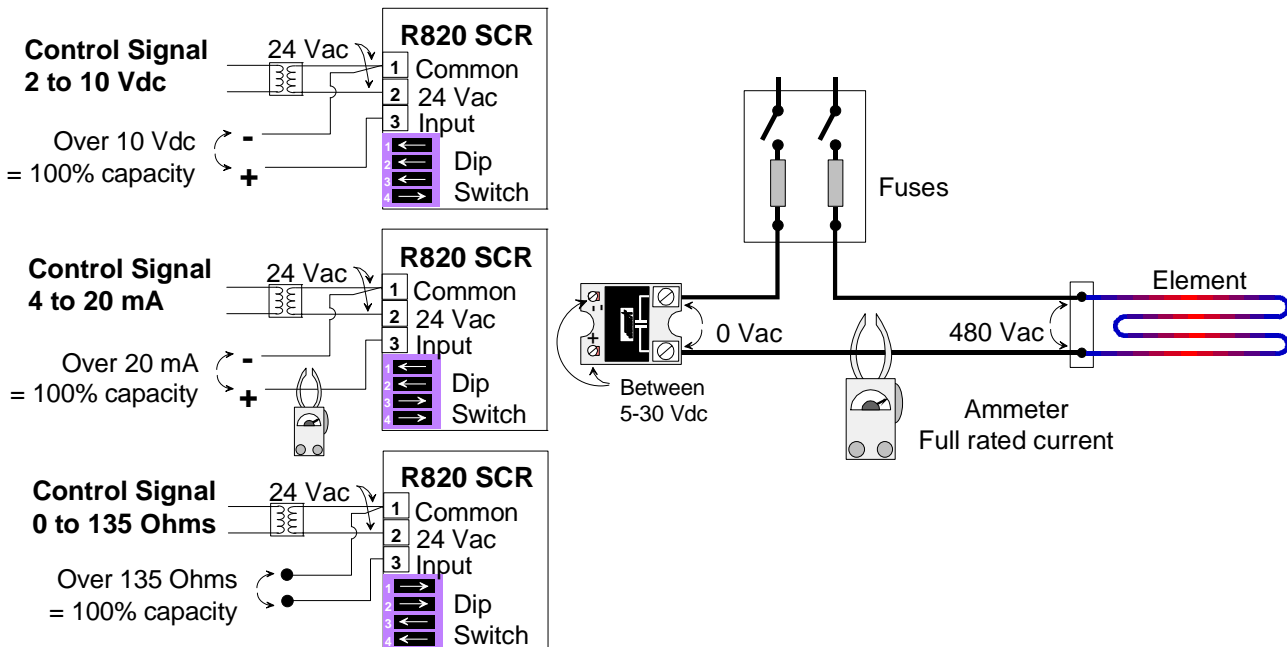 Control Signal
2 to 10 Vdc
24 Vac
Over 10 Vdc
= 100% capacity
-
+
R820 SCR
1 Common
2 24 Vac
3 Input
1 ←
2 ←
3 ←
4 →
Dip
Switch
Control Signal
4 to 20 mA
24 Vac
Over 20 mA
= 100% capacity
-
+
R820 SCR
1 Common
2 24 Vac
3 Input
1 ←
2 ←
3 →
4 →
Dip
Switch
Control Signal
0 to 135 Ohms
24 Vac
Over 135 Ohms
= 100% capacity
R820 SCR
1 Common
2 24 Vac
3 Input
1 →
2 →
3 ←
4 ←
Dip
Switch
Fuses
-
+
0 Vac
480 Vac
Element
Between
5-30 Vdc
Ammeter
Full rated current